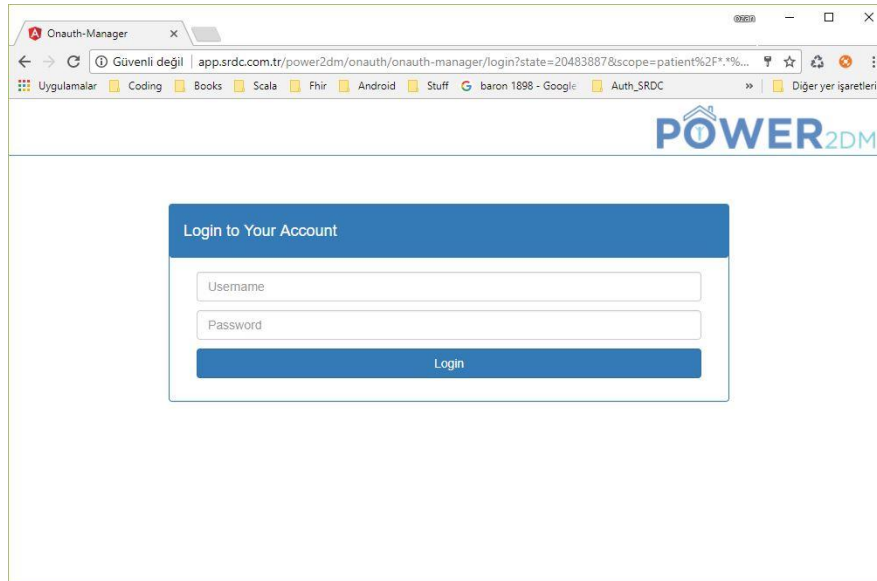 Onauth-Manager
ozan
Güvenli değil | app.srdc.com.tr/power2dm/onauth/onauth-manager/login?state=20483887&scope=patient%2F*.*%...
Uygulamalar Coding Books Scala Fhir Android Stuff baron 1898 - Google Auth_SRDC » Diğer yer işaretleri
POWER2DM
Login to Your Account
Username
Password
Login